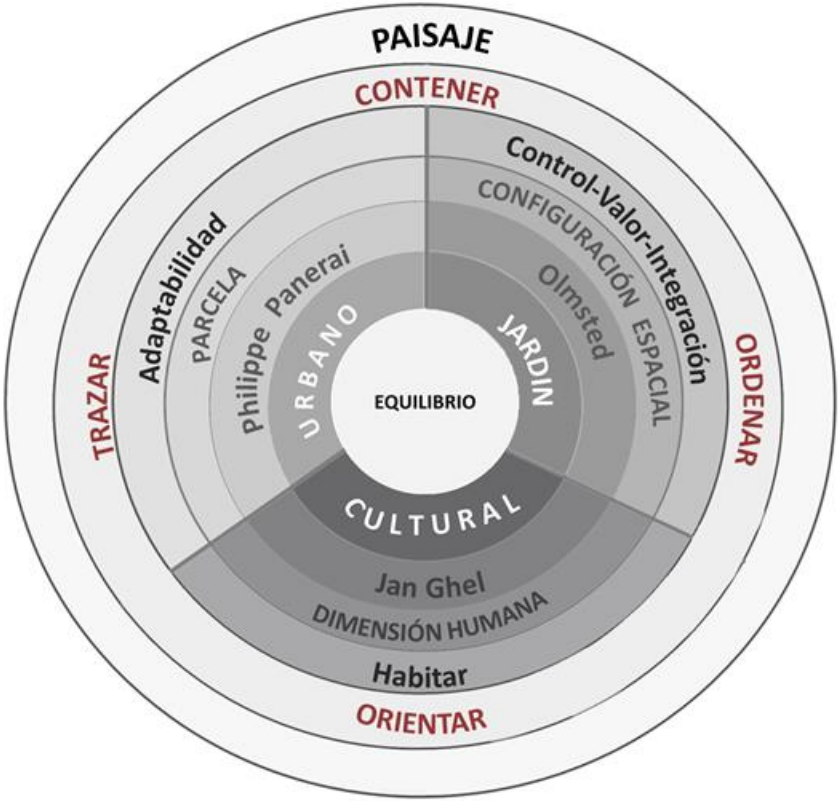 PAISAJE
CONTENER
TRAZAR
ORDENAR
ORIENTAR
Adaptabilidad
PARCELA
Philippe Panerai
URBANO
Control-Valor-Integración
CONFIGURACIÓN ESPACIAL
Olmsted
JARDIN
EQUILIBRIO
CULTURAL
Jan Ghel
DIMENSIÓN HUMANA
Habitar